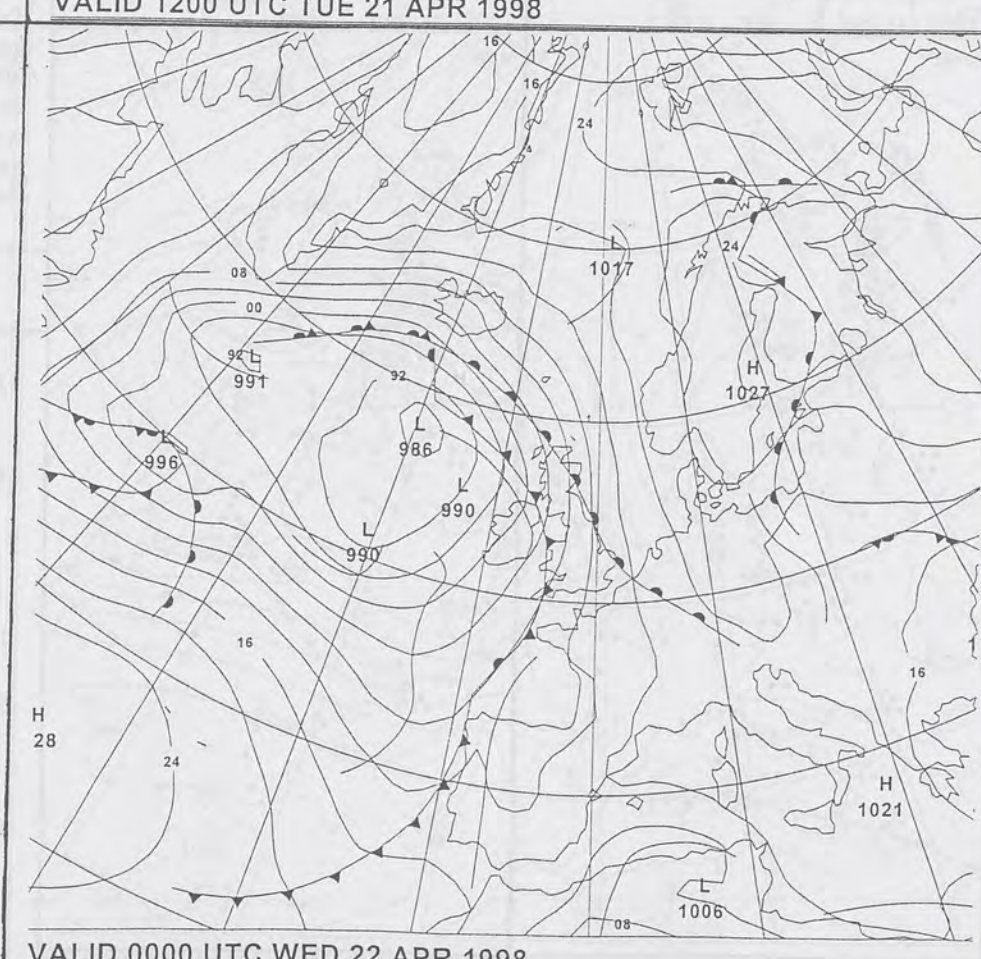 VALID 1200 UTC TUE 21 APR 1998
16
16
24
L
1017
24
08
00
92 L
991
92
H
1027
L
986
L
996
L
990
L
990
16
16
H
28
24
H
1021
L
1006
08
VALID 0000 UTC WED 22 APR 1998